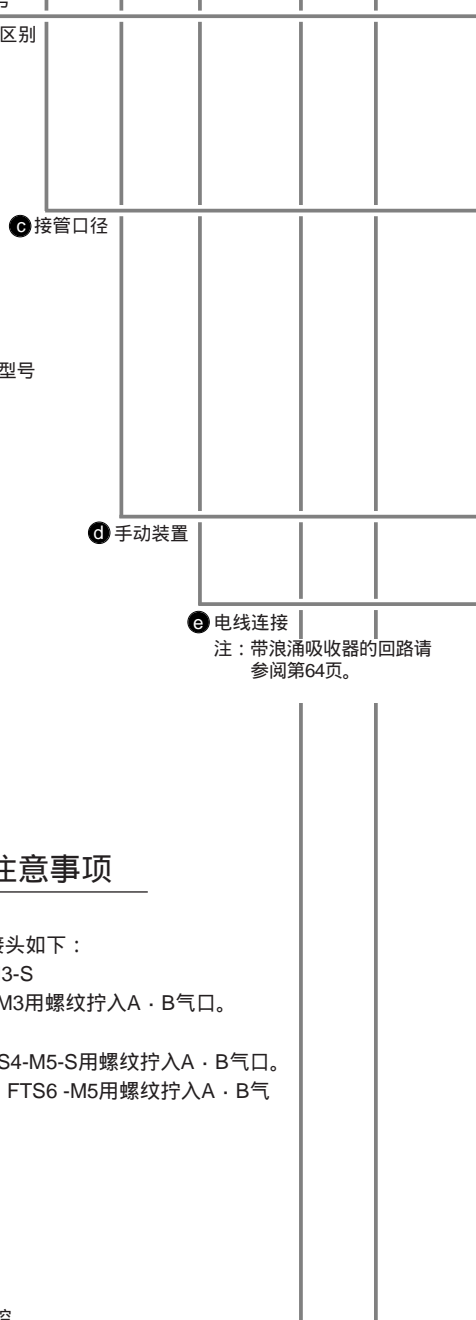 区别
c 接管口径
型号
d 手动装置
e 电线连接
注：带浪涌吸收器的回路请
参阅第64页。
注意事项
接头如下：
3-S
M3用螺纹拧入A・B气口。
S4-M5-S用螺纹拧入A・B气口。
FTS6 -M5用螺纹拧入A・B气